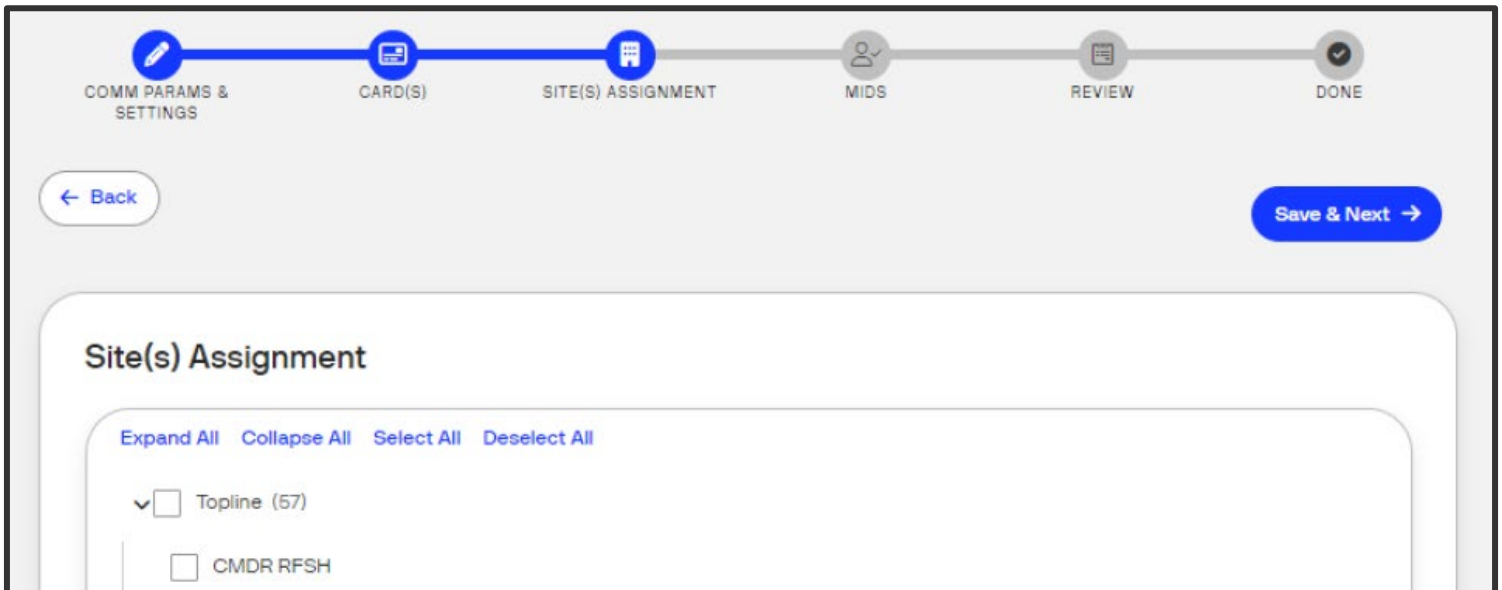 COMM PARAMS &
SETTINGS
CARD(S)
SITE(S) ASSIGNMENT
MIDS
REVIEW
DONE
← Back
Save & Next →
Site(s) Assignment
Expand All Collapse All Select All Deselect All
Topline (57)
CMDR RFSH